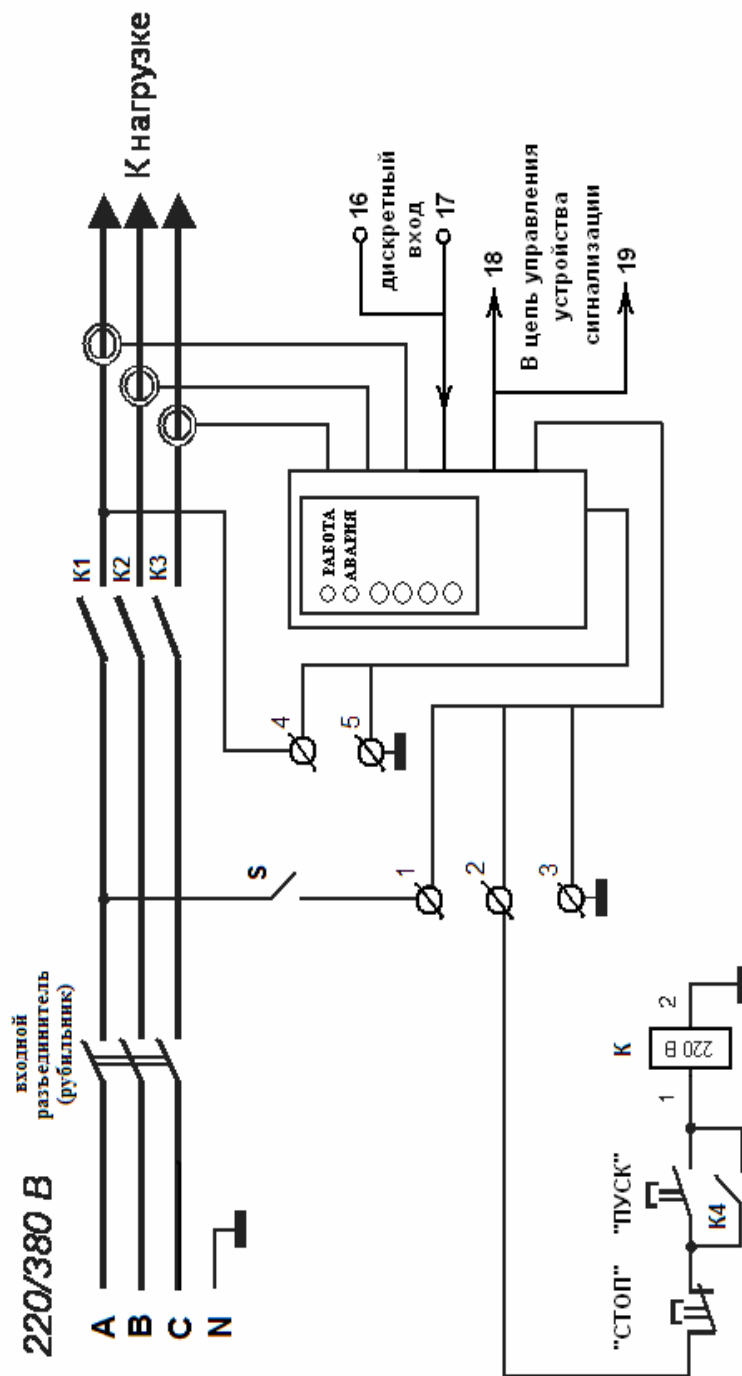 220/380 В
A
B
C
N
входной
разъединитель
(рубильник)
K1
K2
K3
К нагрузке
S
4
5
1
2
3
РАБОТА
АВАРИЯ
16
дискретный
вход
17
18
В цепь управления
устройства
сигнализации
19
"СТОП"
"ПУСК"
К4
1
К
220 В
2